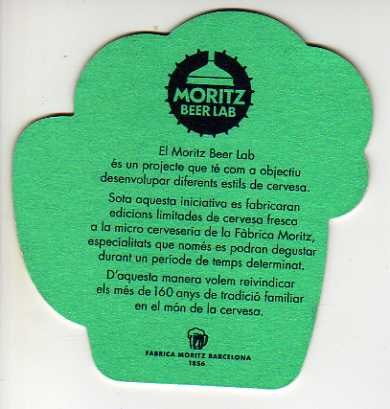 MORITZ
BEER LAB
El Moritz Beer Lab
és un projecte que té com a objectiu
desenvolupar diferents estils de cervesa.
Sota aquesta iniciativa es fabricaran
edicions limitades de cervesa fresca
a la micro cerveseria de la Fàbrica Moritz,
especialitats que només es podran degustar
durant un període de temps determinat.
D'aquesta manera volem reivindicar
els més de 160 anys de tradició familiar
en el món de la cervesa.
FABRICA MORITZ BARCELONA
1856